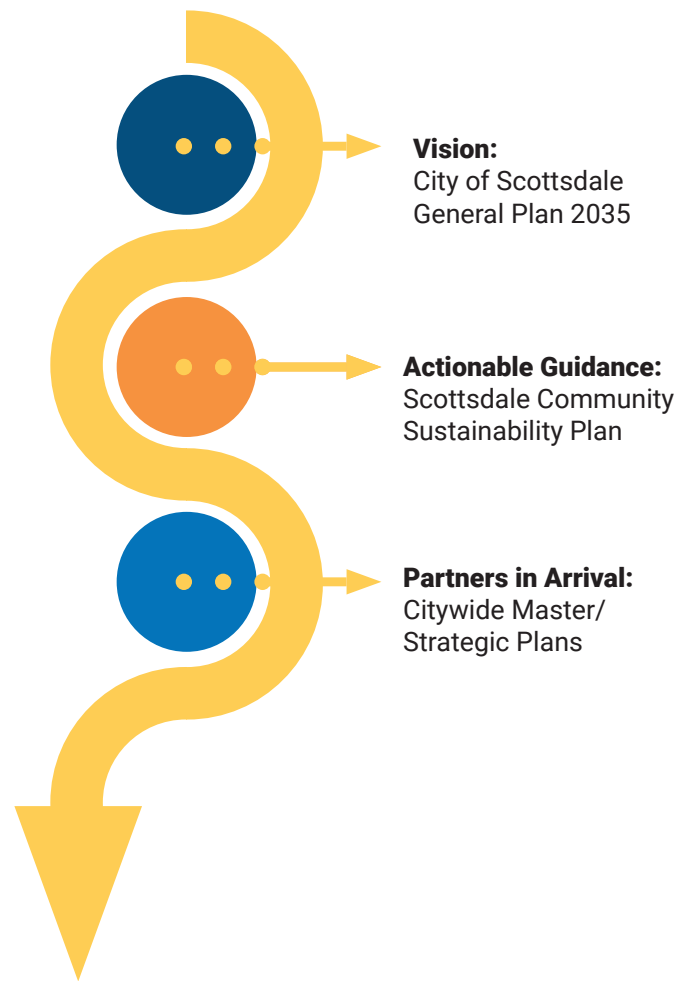 Vision:
City of Scottsdale
General Plan 2035
Actionable Guidance:
Scottsdale Community
Sustainability Plan
Partners in Arrival:
Citywide Master/
Strategic Plans